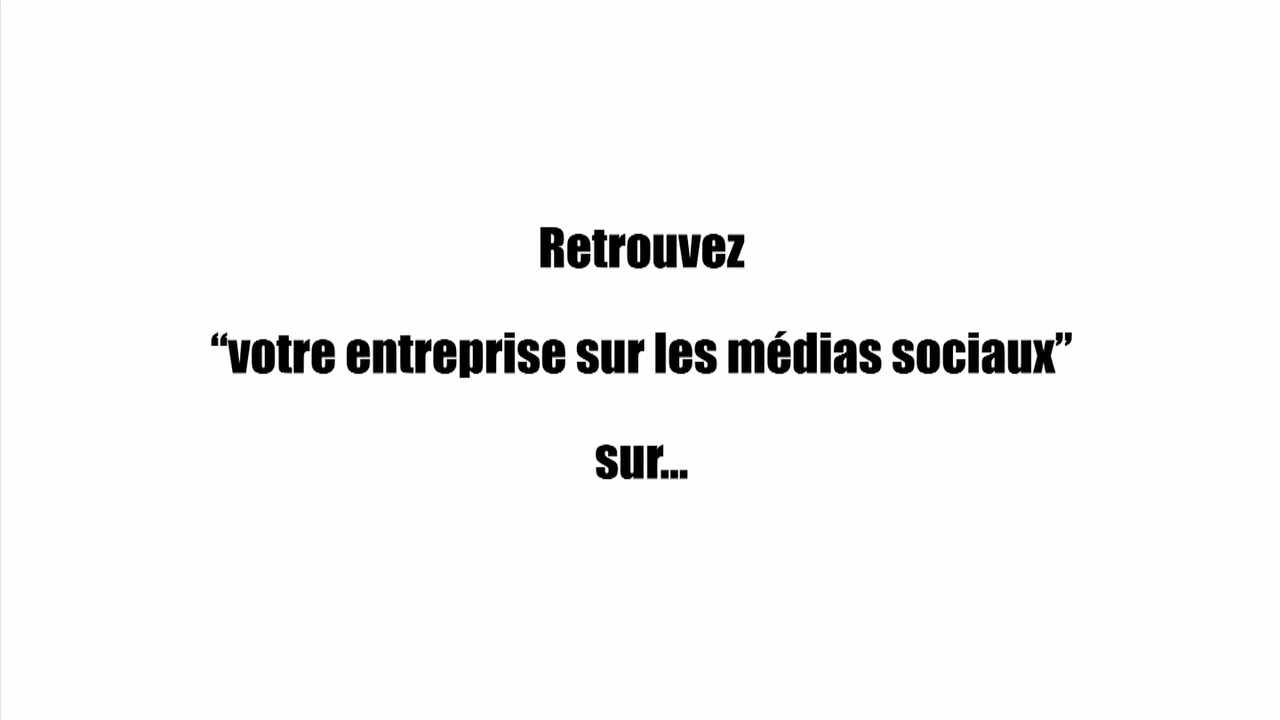 Retrouvez
“votre entreprise sur les médias sociaux”
sur...